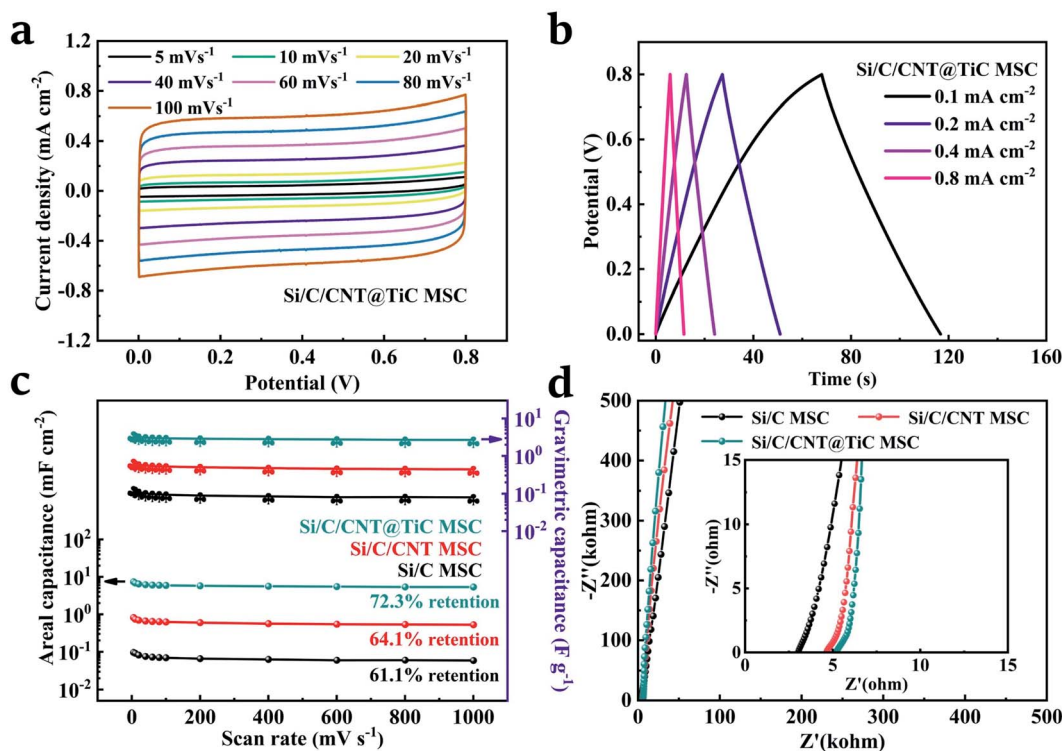 a
5 mVs-1 10 mVs-1 20 mVs-1
40 mVs-1 60 mVs-1 80 mVs-1
100 mVs-1
Current density (mA cm-2)
1.2
0.8
0.4
0.0
-0.4
-0.8
-1.2
Si/C/CNT@TiC MSC
0.0 0.2 0.4 0.6 0.8
Potential (V)
b
Si/C/CNT@TiC MSC
0.1 mA cm-2
0.2 mA cm-2
0.4 mA cm-2
0.8 mA cm-2
Potential (V)
0.8
0.6
0.4
0.2
0.0
0 40 80 120 160
Time (s)
c
Areal capacitance (mF cm-2)
10²
10¹
10⁰
10-1
10-2
Si/C/CNT@TiC MSC
Si/C/CNT MSC
Si/C MSC
72.3% retention
64.1% retention
61.1% retention
10¹
10⁰
10-1
10-2
Gravimetric capacitance (F g-1)
0 200 400 600 800 1000
Scan rate (mV s-1)
d
Si/C MSC Si/C/CNT MSC
Si/C/CNT@TiC MSC
-Z''(kohm)
500
400
300
200
100
0
-Z''(ohm)
15
10
5
0
5 10 15
Z'(ohm)
0 50 100 200 300
Z'(kohm)